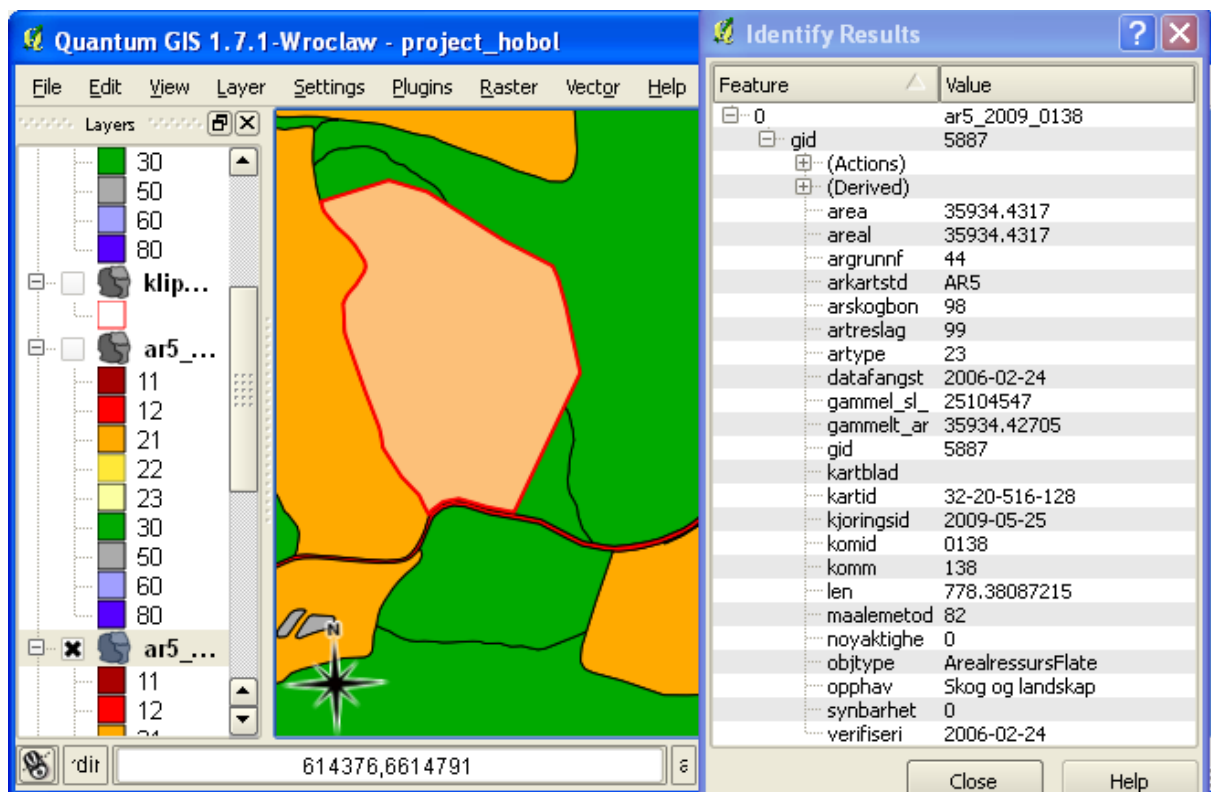 Quantum GIS 1.7.1-Wroclaw - project_hobol
File Edit View Layer Settings Plugins Raster Vector Help
Layers
30
50
60
80
klip...
ar5_...
11
12
21
22
23
30
50
60
80
ar5_...
11
12
N
614376,6614791
Identify Results
Feature Value
0 ar5_2009_0138
gid 5887
(Actions)
(Derived)
area 35934.4317
areal 35934.4317
argrunnf 44
arkartstd AR5
arskogbon 98
artreslag 99
artype 23
datafangst 2006-02-24
gammel_sl_ 25104547
gammelt_ar 35934.42705
gid 5887
kartblad
kartid 32-20-516-128
kjoringsid 2009-05-25
komid 0138
komm 138
len 778.38087215
maalemetod 82
noyaktighe 0
objtype ArealressursFlate
opphav Skog og landskap
synbarhet 0
verifiseri 2006-02-24
Close Help